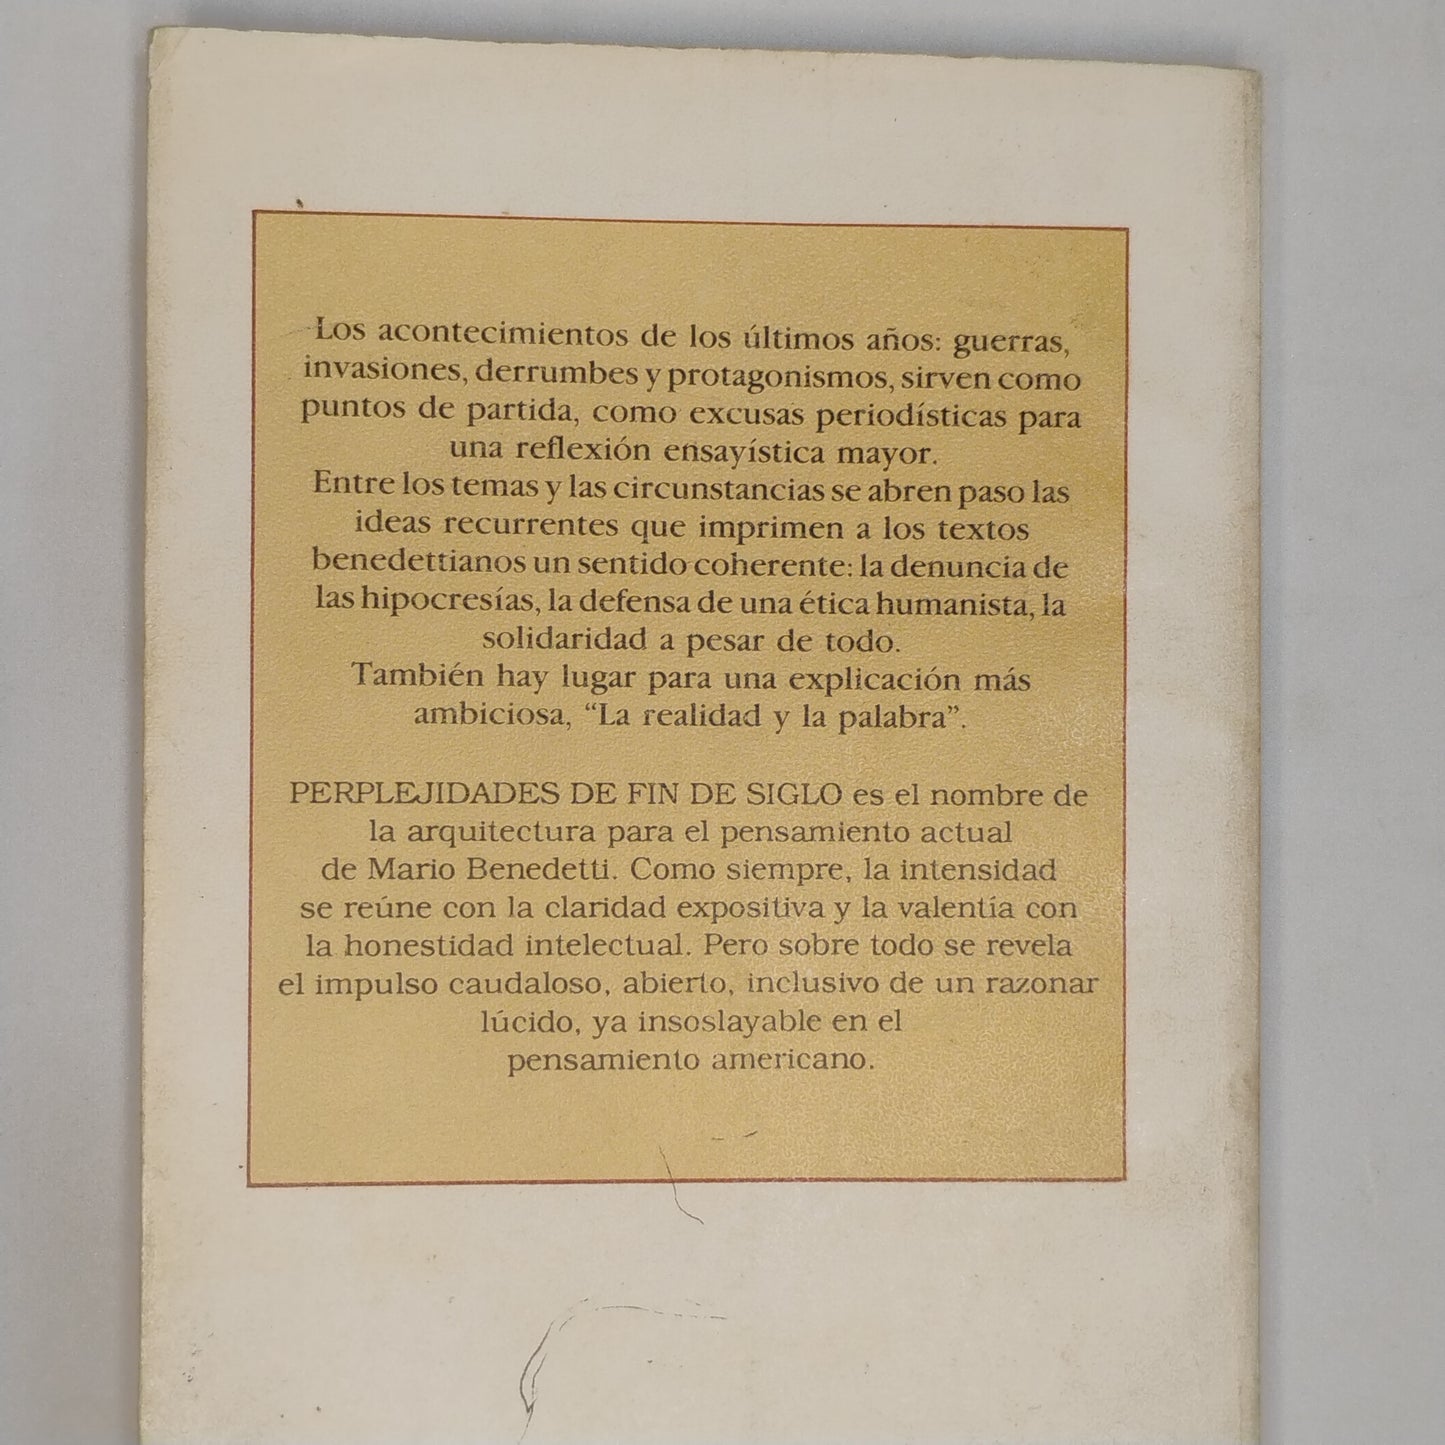 Los acontecimientos de los últimos años: guerras,
invasiones, derrumbes y protagonismos, sirven como
puntos de partida, como excusas periodísticas para
una reflexión ensayística mayor.
Entre los temas y las circunstancias se abren paso las
ideas recurrentes que imprimen a los textos
benedettianos un sentido coherente: la denuncia de
las hipocresías, la defensa de una ética humanista, la
solidaridad a pesar de todo.
También hay lugar para una explicación más
ambiciosa, “La realidad y la palabra”.
PERPLEJIDADES DE FIN DE SIGLO es el nombre de
la arquitectura para el pensamiento actual
de Mario Benedetti. Como siempre, la intensidad
se reúne con la claridad expositiva y la valentía con
la honestidad intelectual. Pero sobre todo se revela
el impulso caudaloso, abierto, inclusivo de un razonar
lúcido, ya insoslayable en el
pensamiento americano.